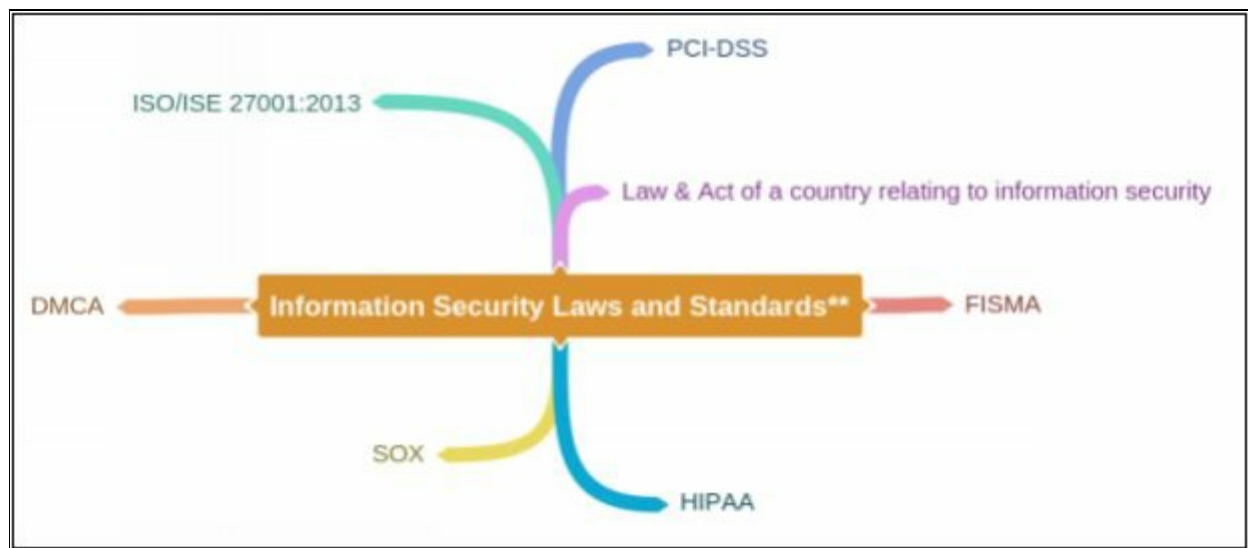 PCI-DSS
ISO/ISE 27001:2013
Law & Act of a country relating to information security
DMCA
Information Security Laws and Standards**
FISMA
SOX
HIPAA